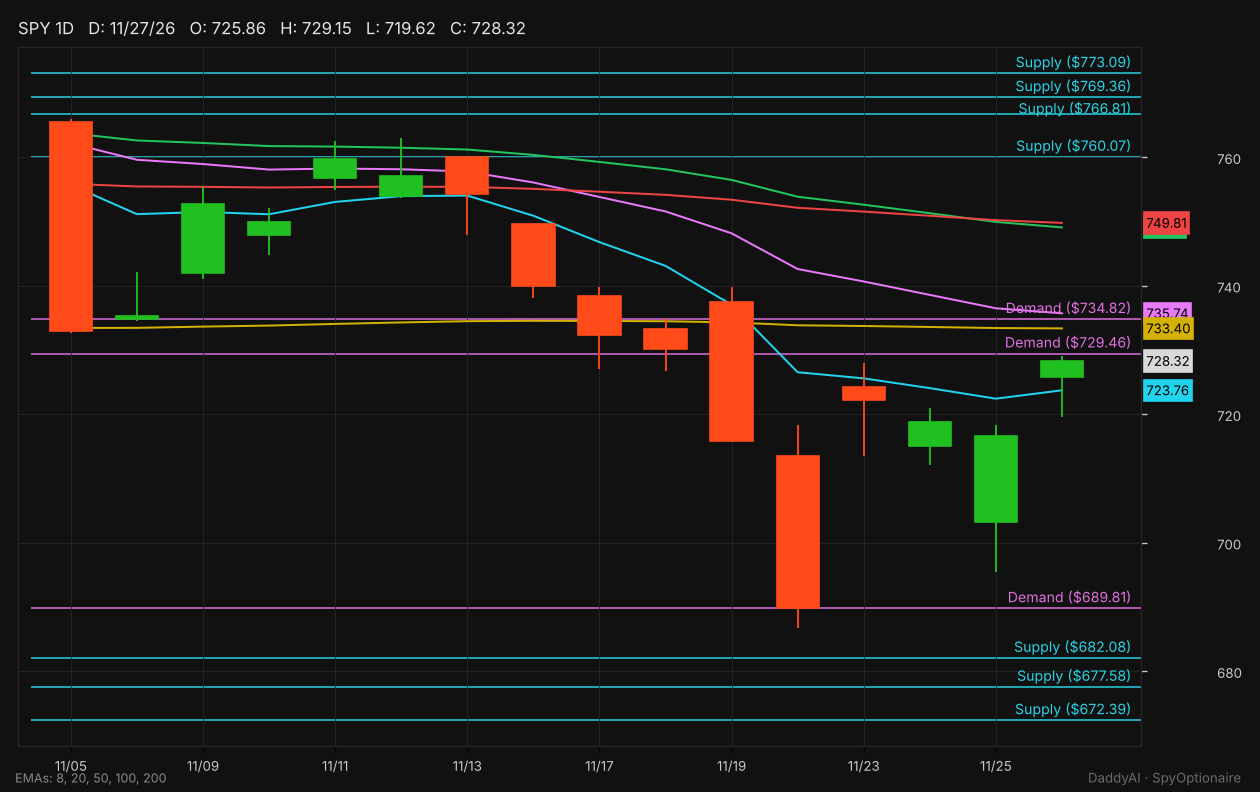 SPY 1D D: 11/27/26 O: 725.86 H: 729.15 L: 719.62 C: 728.32
Supply ($773.09)
Supply ($769.36)
Supply ($766.81)
Supply ($760.07)
760
749.81
740
Demand ($734.82)
735.74
733.40
Demand ($729.46)
728.32
723.76
720
700
Demand ($689.81)
Supply ($682.08)
Supply ($677.58)
680
Supply ($672.39)
11/05 11/09 11/11 11/13 11/17 11/19 11/23 11/25
EMAs: 8, 20, 50, 100, 200
DaddyAI · SpyOptionaire